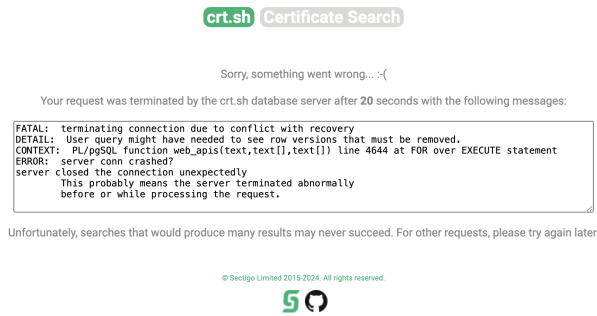 crt.sh Certificate Search
Sorry, something went wrong... :-(
Your request was terminated by the crt.sh database server after 20 seconds with the following messages:
FATAL:  terminating connection due to conflict with recovery
DETAIL:  User query might have needed to see row versions that must be removed.
CONTEXT:  PL/pgSQL function web_apis(text,text[],text[]) line 4644 at FOR over EXECUTE statement
ERROR:  server conn crashed?
server closed the connection unexpectedly
        This probably means the server terminated abnormally
        before or while processing the request.
Unfortunately, searches that would produce many results may never succeed. For other requests, please try again later
© Sectigo Limited 2015-2024. All rights reserved.